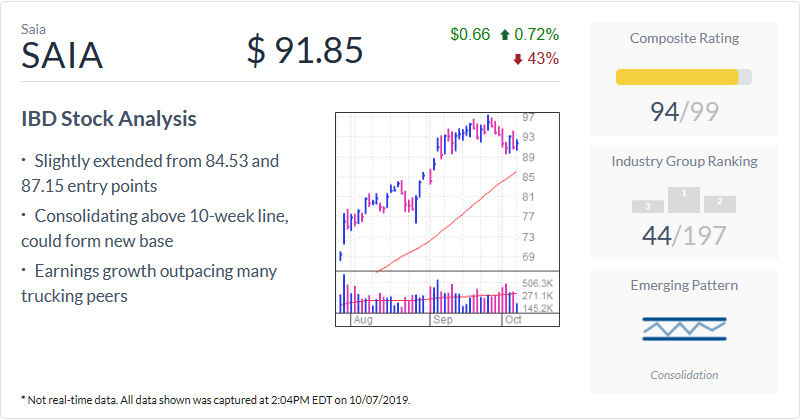 Saia
SAIA
$ 91.85
$0.66 0.72%
43%
IBD Stock Analysis
· Slightly extended from 84.53 and
87.15 entry points
· Consolidating above 10-week line,
could form new base
· Earnings growth outpacing many
trucking peers
97
93
89
85
81
77
73
69
506.3K
271.1K
145.2K
Aug Sep Oct
Composite Rating
94/99
Industry Group Ranking
3 1 2
44/197
Emerging Pattern
Consolidation
* Not real-time data. All data shown was captured at 2:04PM EDT on 10/07/2019.